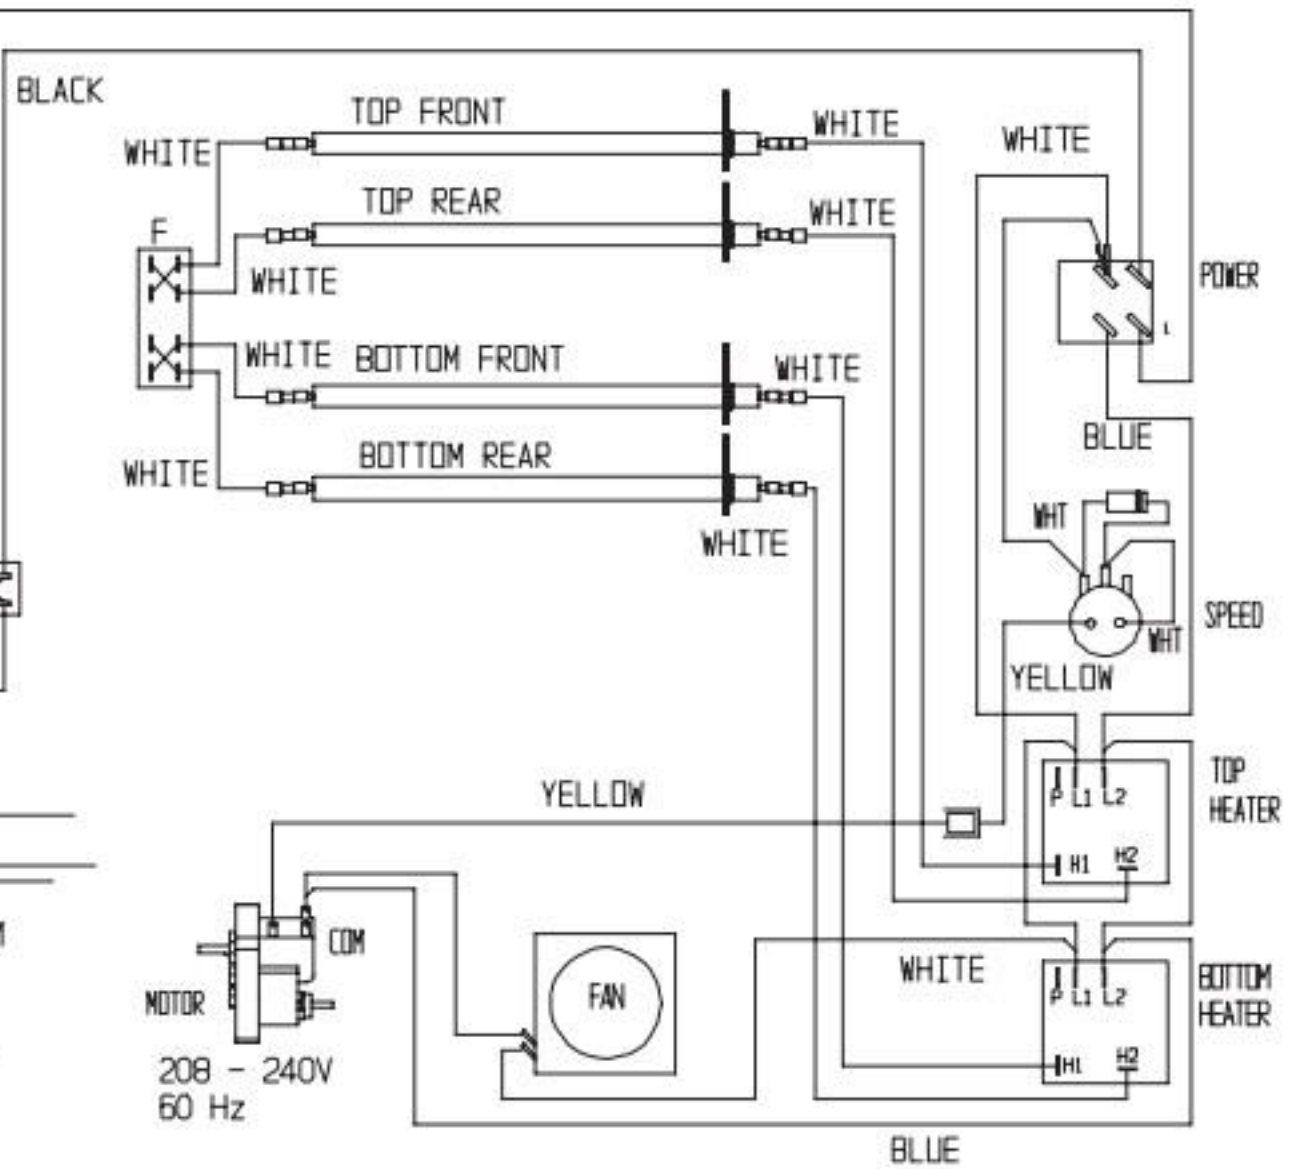 BLACK
TOP FRONT
WHITE
WHITE
WHITE
TOP REAR
WHITE
F
WHITE
POWER
WHITE
BOTTOM FRONT
WHITE
BLUE
BOTTOM REAR
WHITE
WHT
WHITE
SPEED
WHT
YELLOW
YELLOW
TOP
HEATER
P L1 L2
H1 H2
COM
WHITE
FAN
MOTOR
BOTTOM
HEATER
P L1 L2
H1 H2
208 - 240V
60 Hz
BLUE